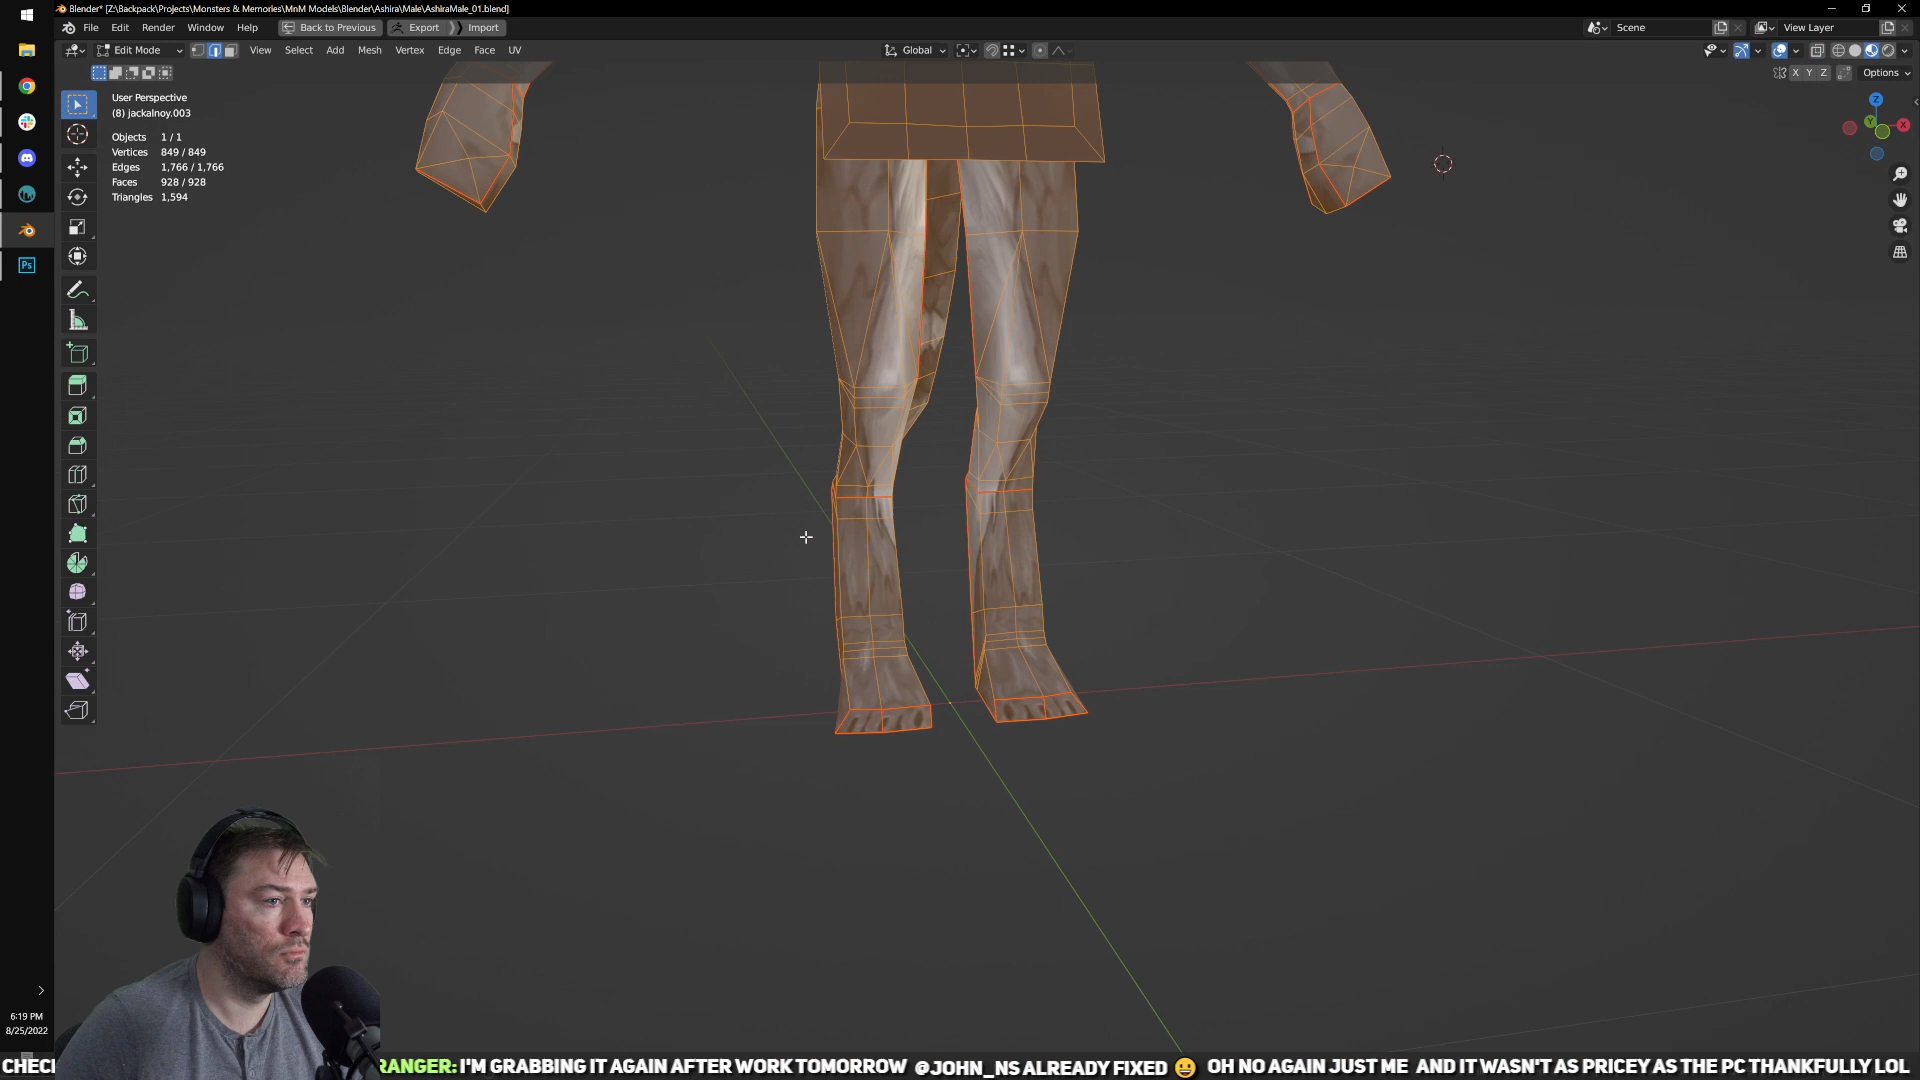 Blender* [Z:\Backpack\Projects\Monsters & Memories\MnM Models\Blender\Ashira\Male\AshiraMale_01.blend]
File Edit Render Window Help Back to Previous Export Import Scene View Layer
Edit Mode View Select Add Mesh Vertex Edge Face UV Global
X Y Z Options
User Perspective
(8) jackalnoy.003
Objects 1 / 1
Vertices 849 / 849
Edges 1,766 / 1,766
Faces 928 / 928
Triangles 1,594
Z
Y X
Ps
6:19 PM
8/25/2022
CHEC RANGER: I'M GRABBING IT AGAIN AFTER WORK TOMORROW @JOHN_NS ALREADY FIXED 😀 OH NO AGAIN JUST ME AND IT WASN'T AS PRICEY AS THE PC THANKFULLY LOL